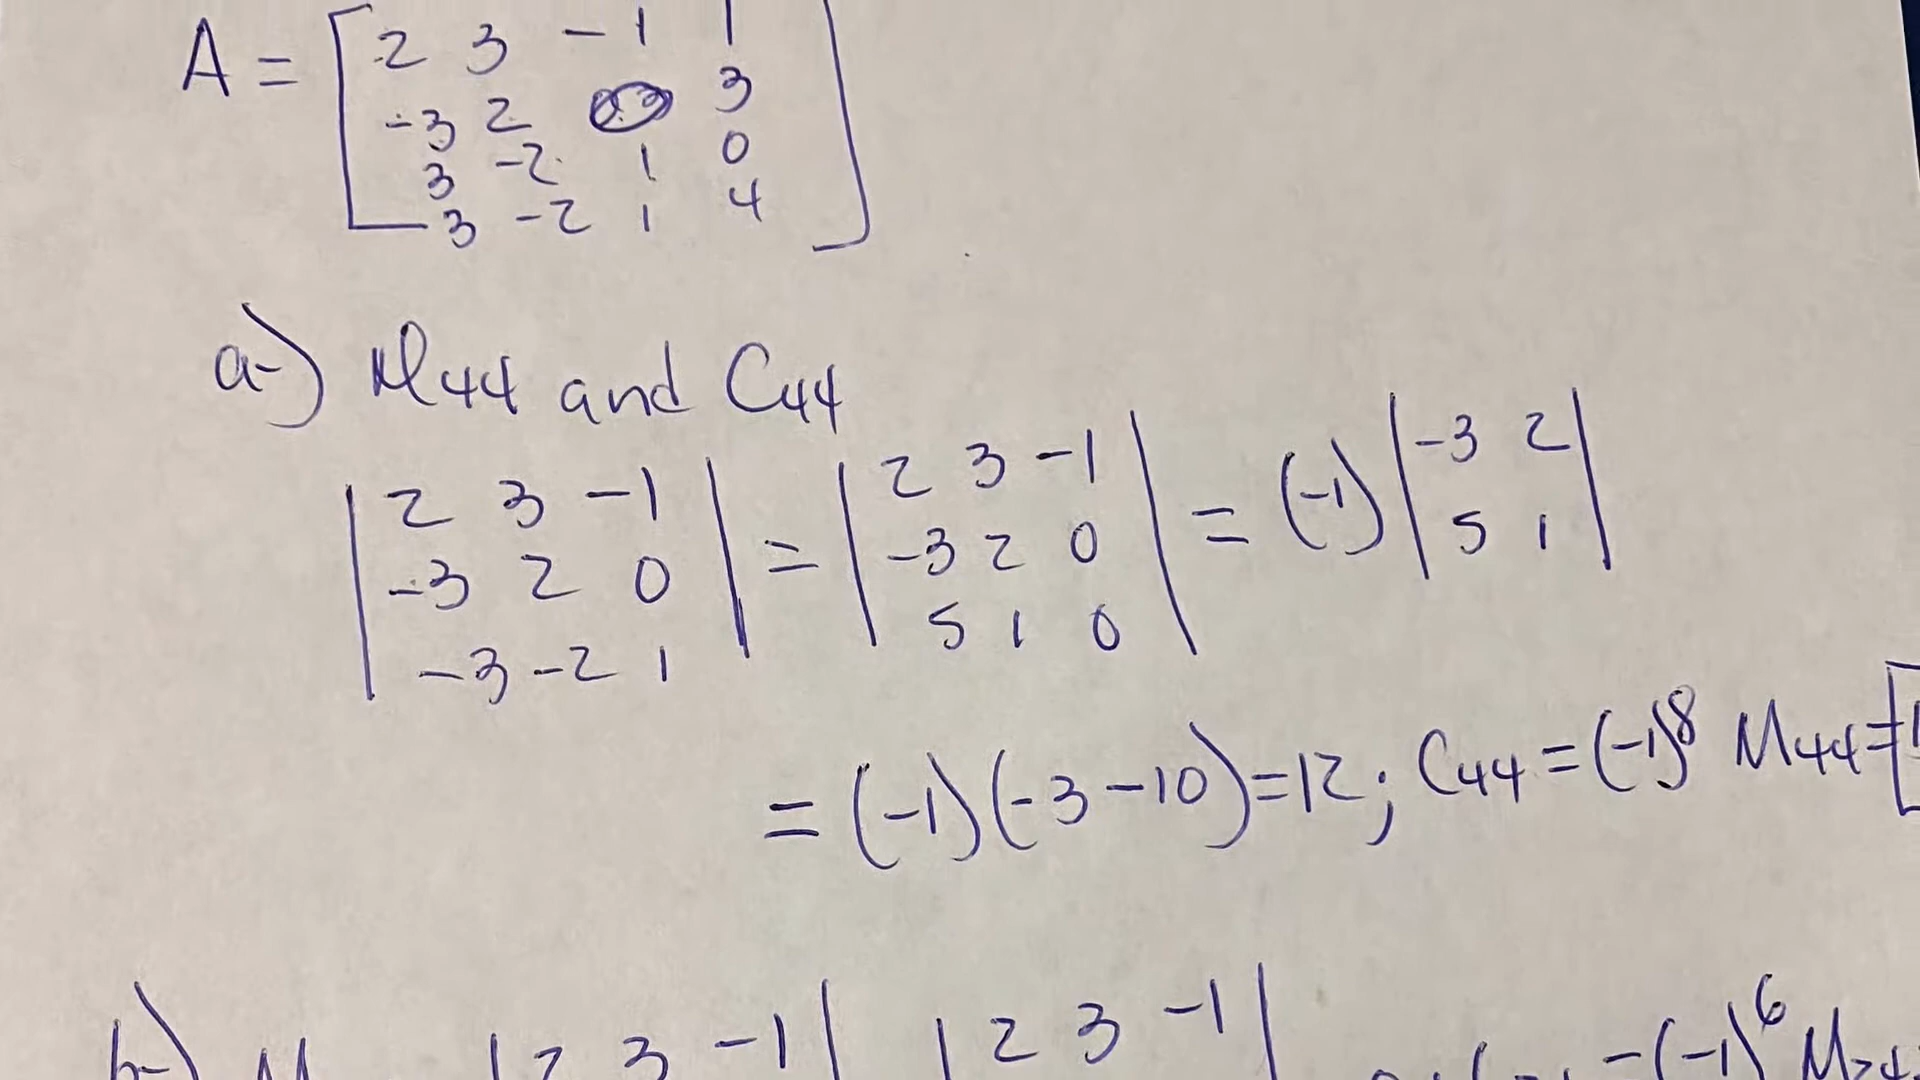 A = [ 2 3 -1 1
-3 2 3
3 -2 1 0
3 -2 1 4 ]
a-) M44 and C44
| 2 3 -1 | = | 2 3 -1 | = (-1) | -3 2 |
| -3 2 0 | | -3 2 0 | | 5 1 |
| -3 -2 1 | | 5 1 0 |
= (-1)(-3-10)=12; C44 = (-1)^8 M44 =
b-) | 2 3 -1 | | 2 3 -1 | -(-1)^6